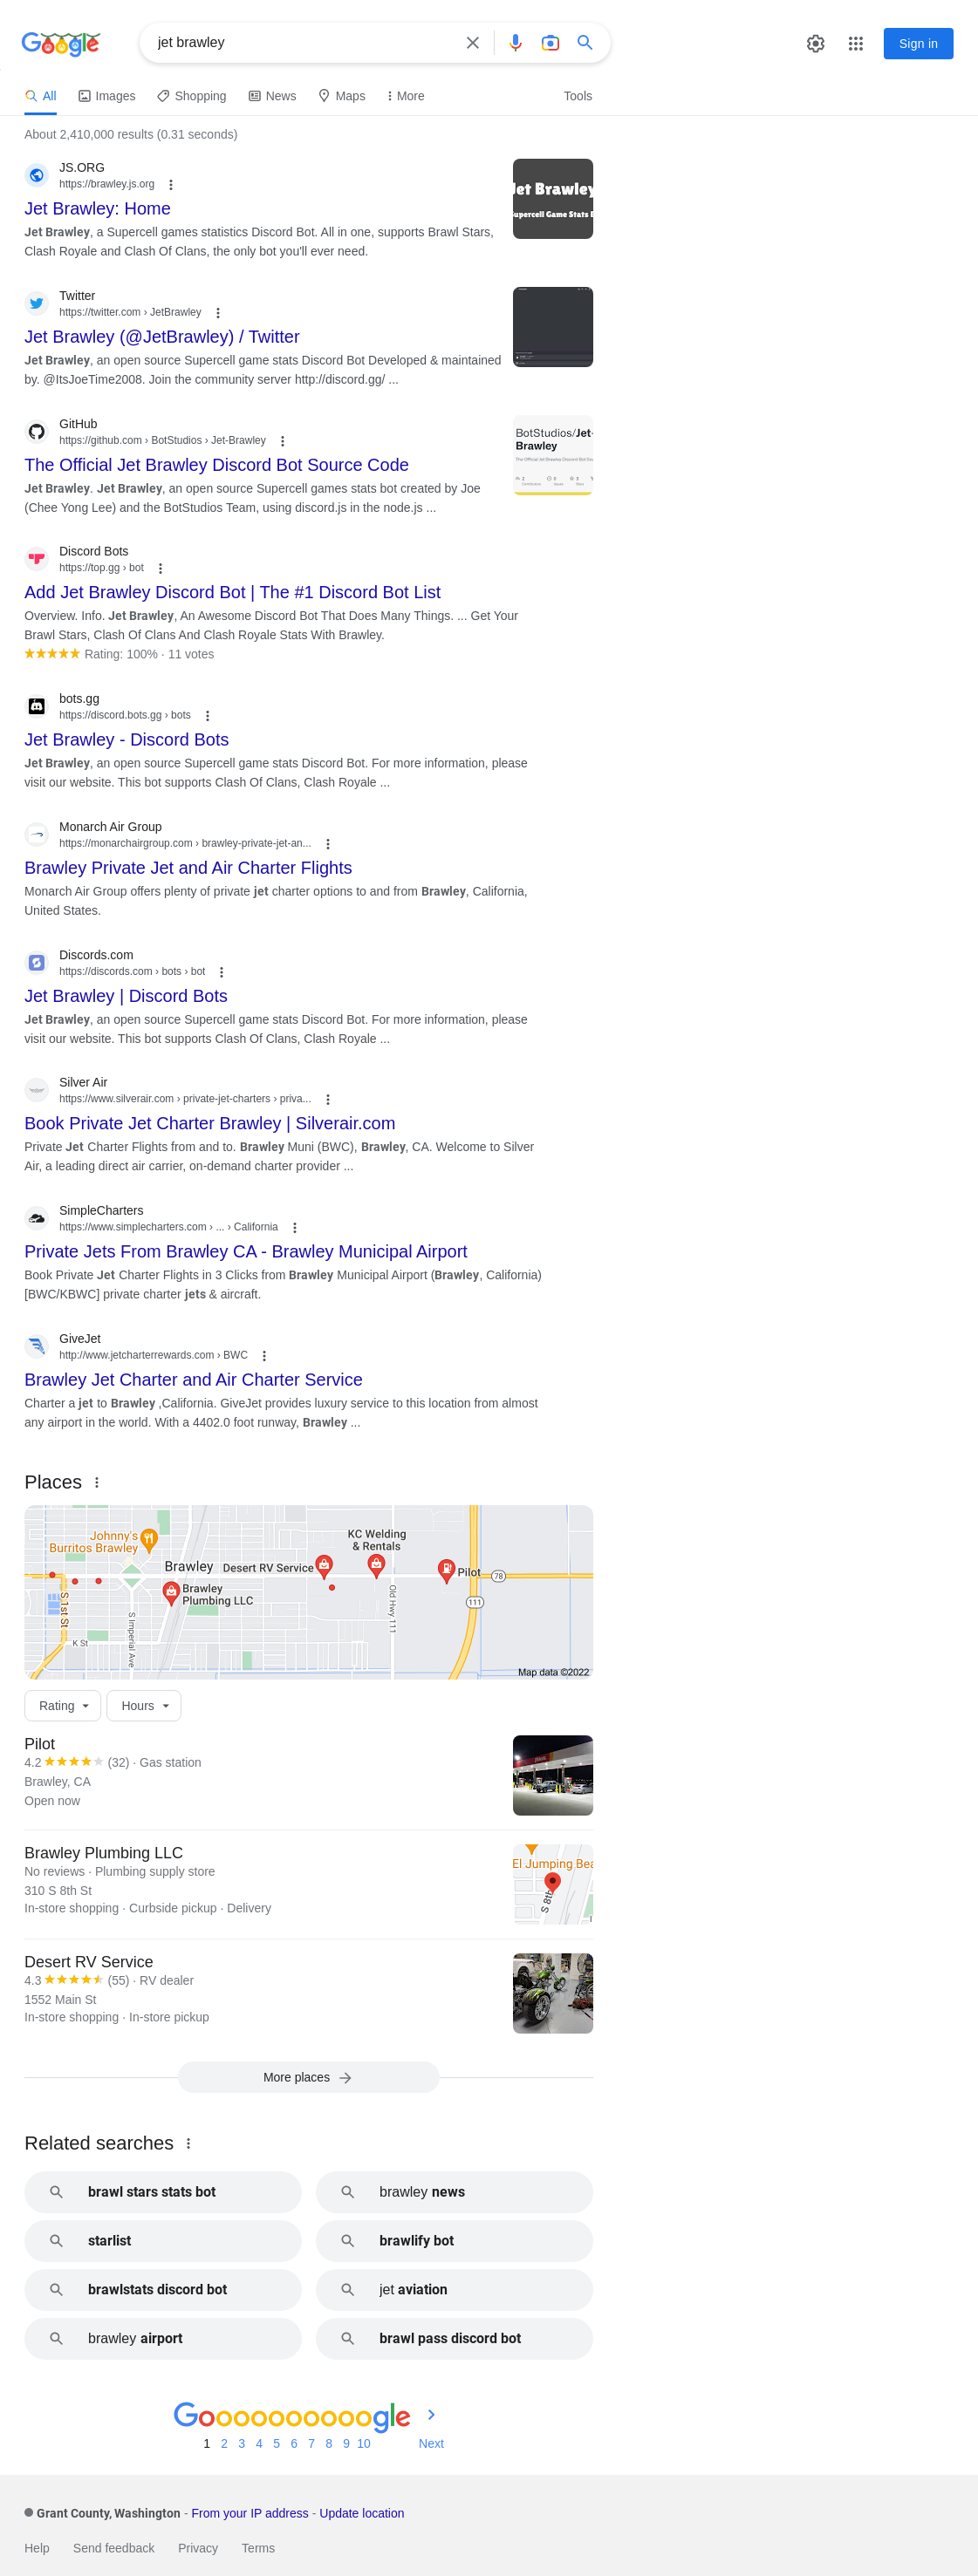 Google
jet brawley
Sign in
All
Images
Shopping
News
Maps
More
Tools
About 2,410,000 results (0.31 seconds)
JS.ORG
https://brawley.js.org
Jet Brawley: Home
Jet Brawley, a Supercell games statistics Discord Bot. All in one, supports Brawl Stars,
Clash Royale and Clash Of Clans, the only bot you'll ever need.
Jet Brawley
Supercell Game Stats B
Twitter
https://twitter.com › JetBrawley
Jet Brawley (@JetBrawley) / Twitter
Jet Brawley, an open source Supercell game stats Discord Bot Developed & maintained
by. @ItsJoeTime2008. Join the community server http://discord.gg/ ...
GitHub
https://github.com › BotStudios › Jet-Brawley
The Official Jet Brawley Discord Bot Source Code
Jet Brawley. Jet Brawley, an open source Supercell games stats bot created by Joe
(Chee Yong Lee) and the BotStudios Team, using discord.js in the node.js ...
BotStudios/Jet-
Brawley
The Official Jet Brawley Discord Bot Sou
Discord Bots
https://top.gg › bot
Add Jet Brawley Discord Bot | The #1 Discord Bot List
Overview. Info. Jet Brawley, An Awesome Discord Bot That Does Many Things. ... Get Your
Brawl Stars, Clash Of Clans And Clash Royale Stats With Brawley.
Rating: 100% · 11 votes
bots.gg
https://discord.bots.gg › bots
Jet Brawley - Discord Bots
Jet Brawley, an open source Supercell game stats Discord Bot. For more information, please
visit our website. This bot supports Clash Of Clans, Clash Royale ...
Monarch Air Group
https://monarchairgroup.com › brawley-private-jet-an...
Brawley Private Jet and Air Charter Flights
Monarch Air Group offers plenty of private jet charter options to and from Brawley, California,
United States.
Discords.com
https://discords.com › bots › bot
Jet Brawley | Discord Bots
Jet Brawley, an open source Supercell game stats Discord Bot. For more information, please
visit our website. This bot supports Clash Of Clans, Clash Royale ...
Silver Air
https://www.silverair.com › private-jet-charters › priva...
Book Private Jet Charter Brawley | Silverair.com
Private Jet Charter Flights from and to. Brawley Muni (BWC), Brawley, CA. Welcome to Silver
Air, a leading direct air carrier, on-demand charter provider ...
SimpleCharters
https://www.simplecharters.com › ... › California
Private Jets From Brawley CA - Brawley Municipal Airport
Book Private Jet Charter Flights in 3 Clicks from Brawley Municipal Airport (Brawley, California)
[BWC/KBWC] private charter jets & aircraft.
GiveJet
http://www.jetcharterrewards.com › BWC
Brawley Jet Charter and Air Charter Service
Charter a jet to Brawley ,California. GiveJet provides luxury service to this location from almost
any airport in the world. With a 4402.0 foot runway, Brawley ...
Places
Johnny's
Burritos Brawley
Brawley
Desert RV Service
KC Welding
& Rentals
Pilot
78
111
Brawley
Plumbing LLC
S 1st St
K St
S Imperial Ave
Old Hwy 111
Map data ©2022
Rating
Hours
Pilot
4.2 (32) · Gas station
Brawley, CA
Open now
Brawley Plumbing LLC
No reviews · Plumbing supply store
310 S 8th St
In-store shopping · Curbside pickup · Delivery
El Jumping Bea
S 8th
Desert RV Service
4.3 (55) · RV dealer
1552 Main St
In-store shopping · In-store pickup
More places
Related searches
brawl stars stats bot
brawley news
starlist
brawlify bot
brawlstats discord bot
jet aviation
brawley airport
brawl pass discord bot
Goooooooooogle
1 2 3 4 5 6 7 8 9 10 Next
Grant County, Washington - From your IP address - Update location
Help
Send feedback
Privacy
Terms